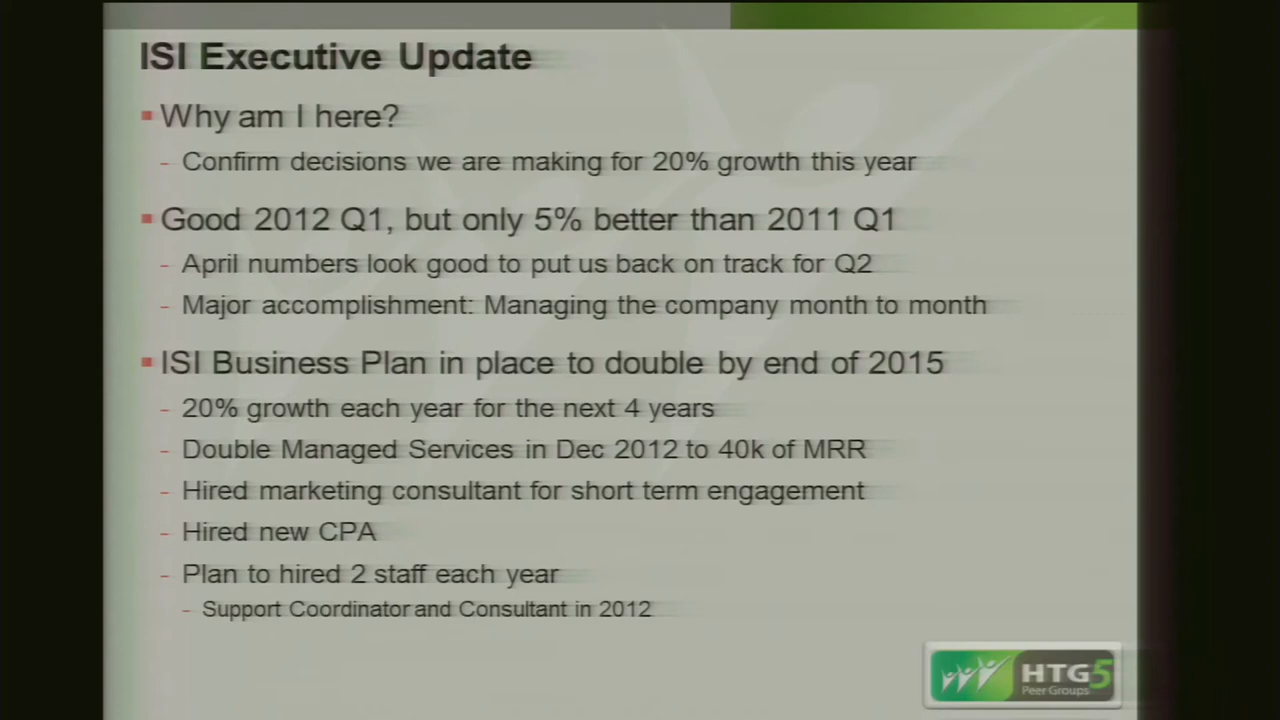 ISI Executive Update
Why am I here?
- Confirm decisions we are making for 20% growth this year
Good 2012 Q1, but only 5% better than 2011 Q1
- April numbers look good to put us back on track for Q2
- Major accomplishment: Managing the company month to month
ISI Business Plan in place to double by end of 2015
- 20% growth each year for the next 4 years
- Double Managed Services in Dec 2012 to 40k of MRR
- Hired marketing consultant for short term engagement
- Hired new CPA
- Plan to hired 2 staff each year
- Support Coordinator and Consultant in 2012
HTG5
Peer Groups